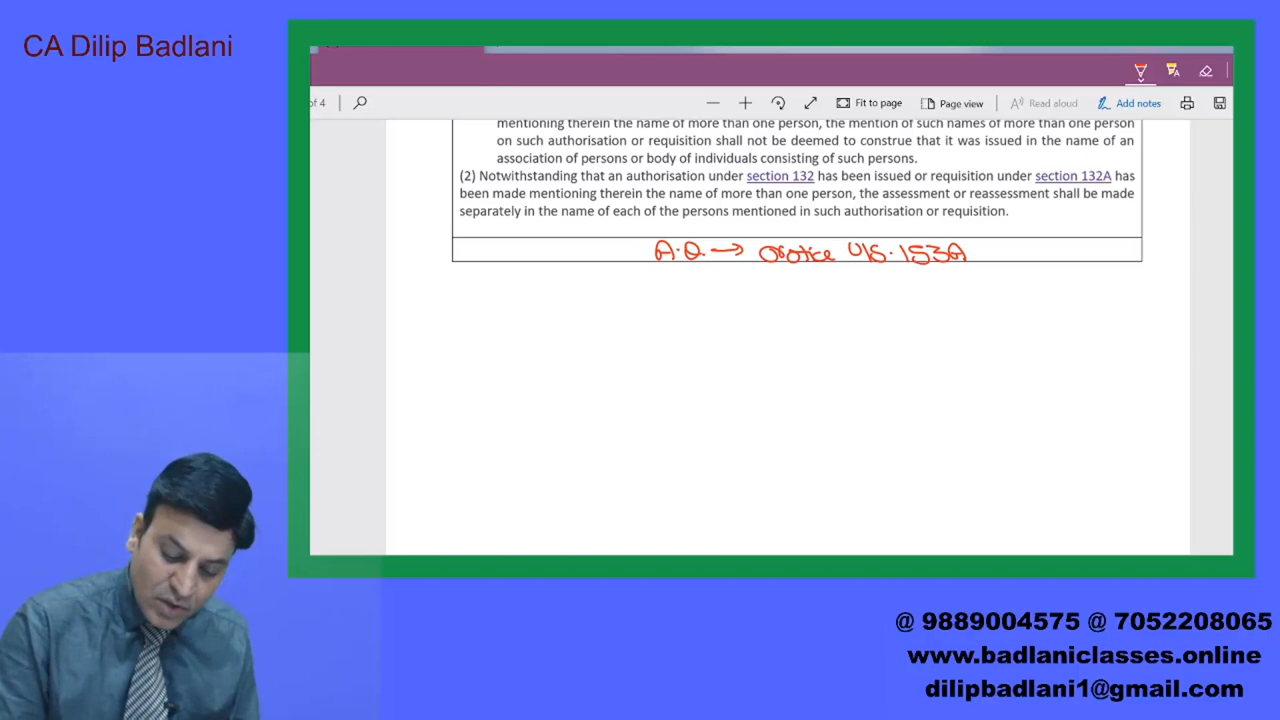 CA Dilip Badlani
of 4
Fit to page
Page view
Read aloud
Add notes
mentioning therein the name of more than one person, the mention of such names of more than one person
on such authorisation or requisition shall not be deemed to construe that it was issued in the name of an
association of persons or body of individuals consisting of such persons.
(2) Notwithstanding that an authorisation under section 132 has been issued or requisition under section 132A has
been made mentioning therein the name of more than one person, the assessment or reassessment shall be made
separately in the name of each of the persons mentioned in such authorisation or requisition.
A.O. → notice U/S. 153A
@ 9889004575 @ 7052208065
www.badlaniclasses.online
dilipbadlani1@gmail.com